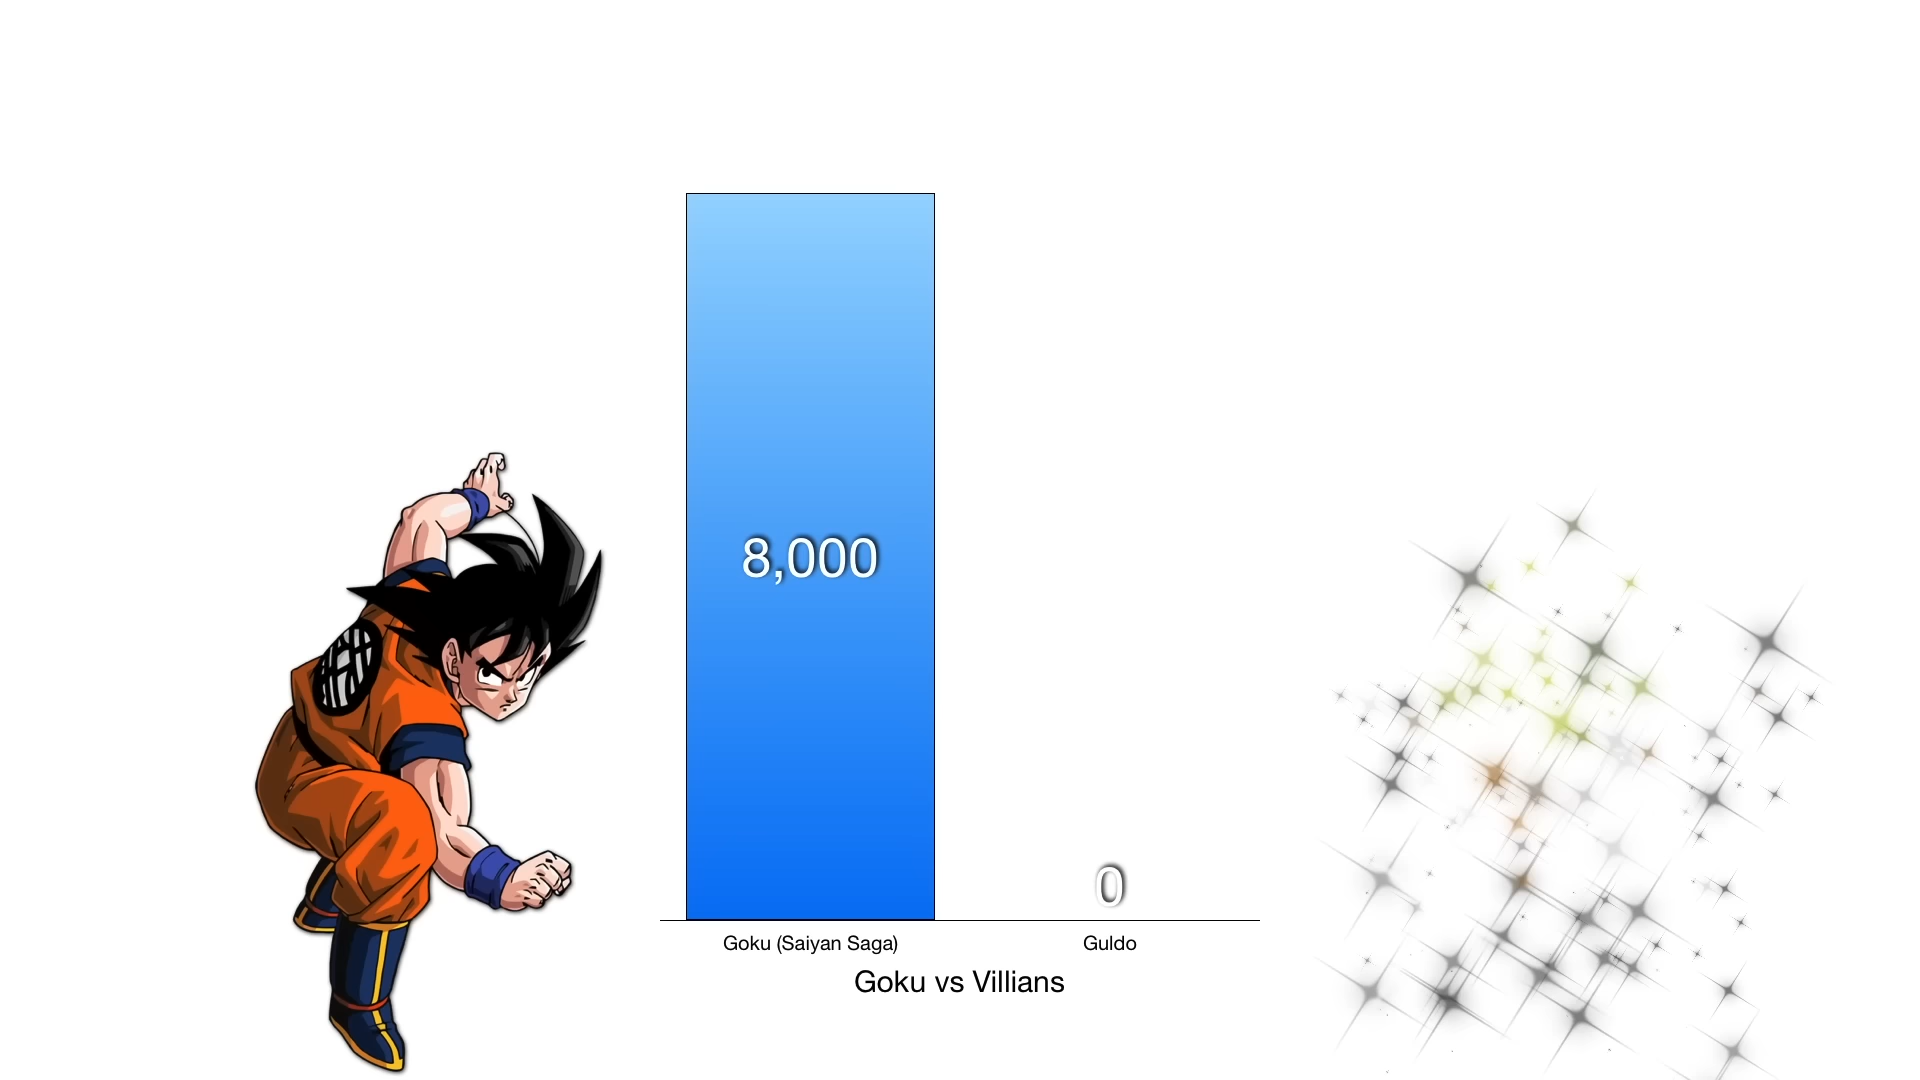 8,000
0
Goku (Saiyan Saga)
Guldo
Goku vs Villians